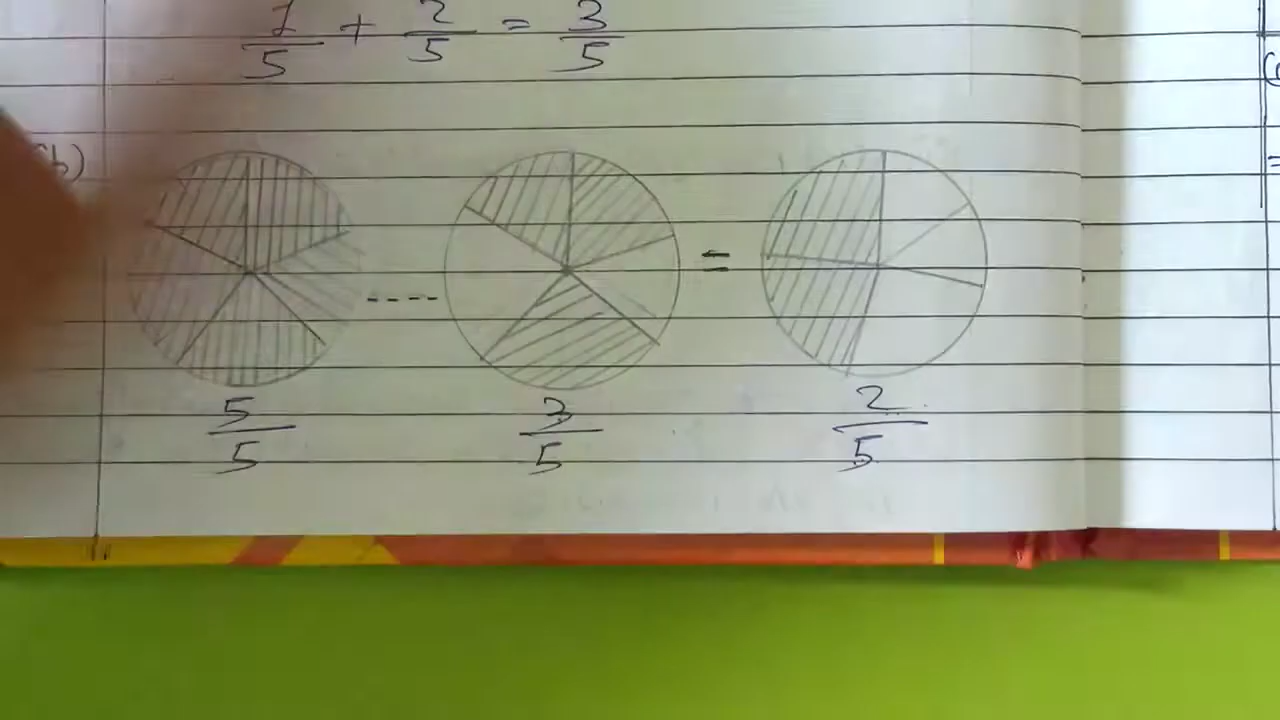 1/5 + 2/5 = 3/5
b) ---- =
5/5 3/5 2/5